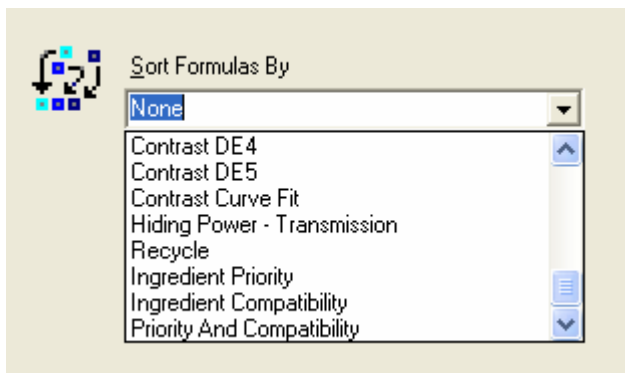 Sort Formulas By
None
Contrast DE4
Contrast DE5
Contrast Curve Fit
Hiding Power - Transmission
Recycle
Ingredient Priority
Ingredient Compatibility
Priority And Compatibility